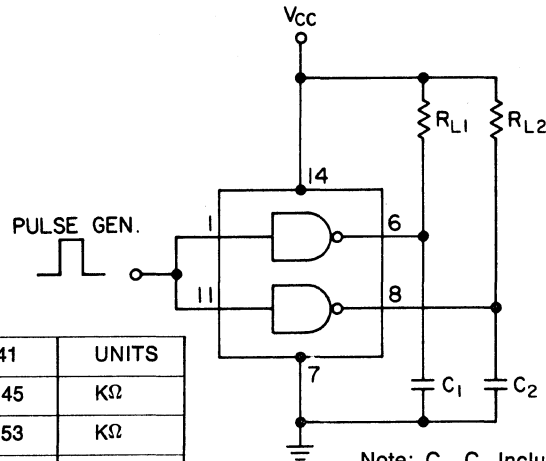 VCC
RL1
RL2
14
PULSE GEN.
1
6
11
8
41 UNITS
45 KΩ
7
C1
C2
53 KΩ
Note: C C Inclu